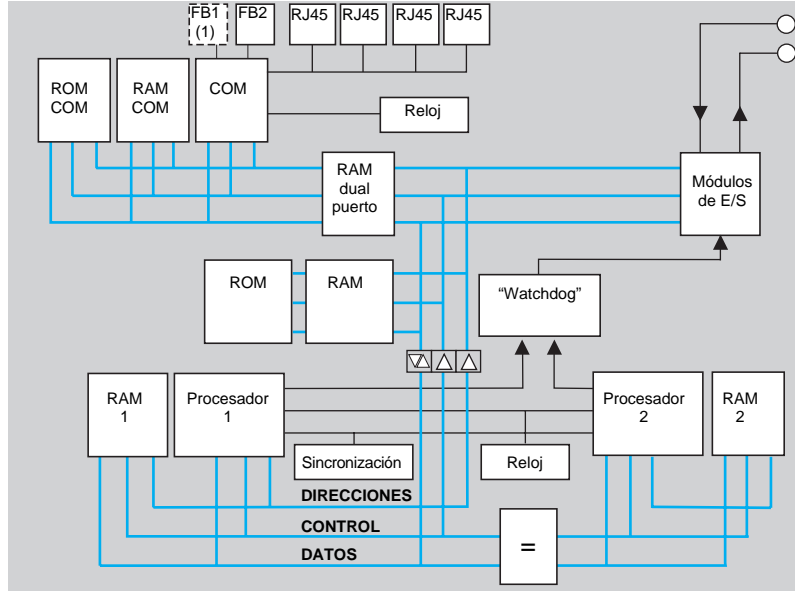 FB1
(1)
FB2
RJ45
RJ45
RJ45
RJ45
ROM
COM
RAM
COM
COM
Reloj
RAM
dual
puerto
Módulos
de E/S
ROM
RAM
“Watchdog”
RAM
1
Procesador
1
Procesador
2
RAM
2
Sincronización
Reloj
DIRECCIONES
CONTROL
DATOS
=